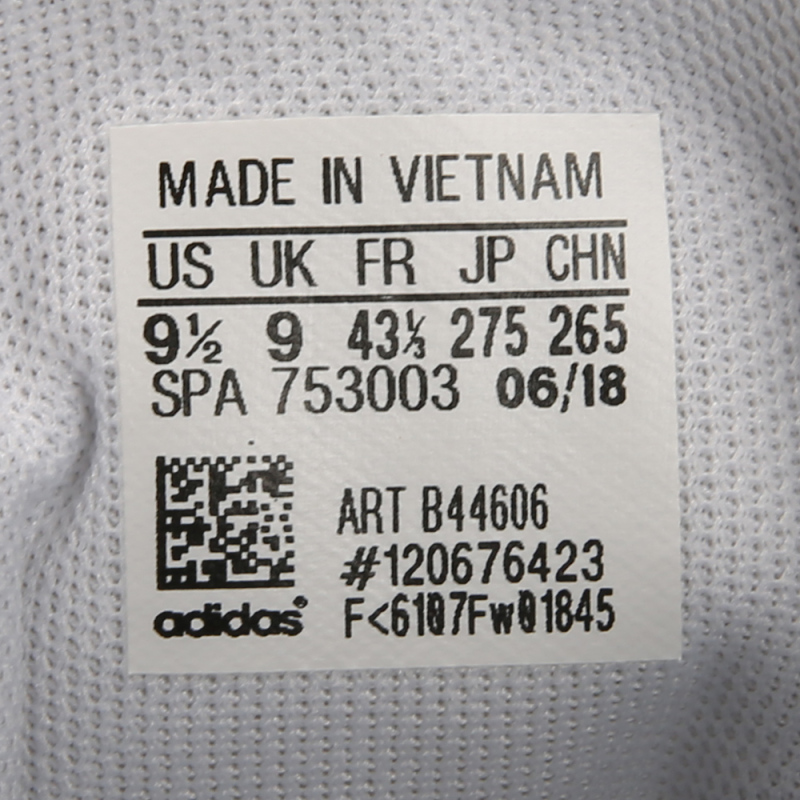 MADE IN VIETNAM
US UK FR JP CHN
9½ 9 43⅓ 275 265
SPA 753003 06/18
ART B44606
#120676423
adidas® F<6107Fw01845